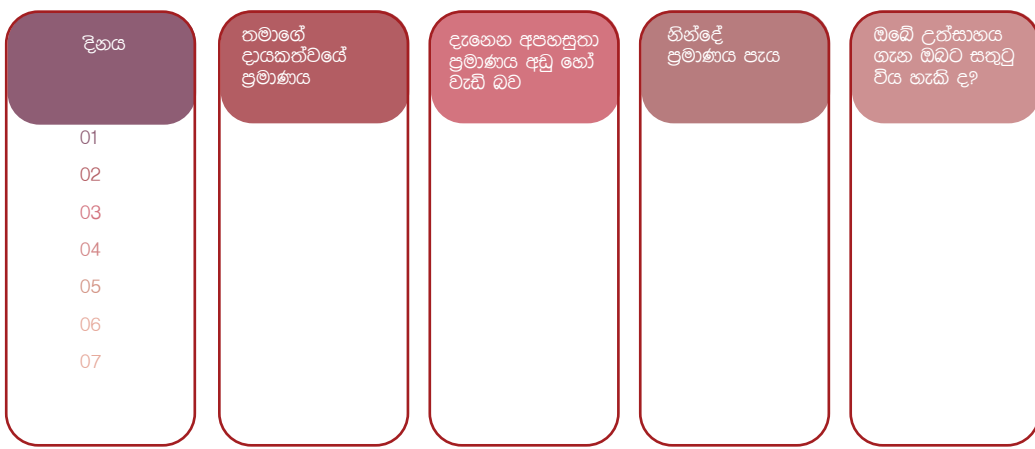 දිනය
තමාගේ
දායකත්වයේ
ප්‍රමාණය
දැනෙන අපහසුතා
ප්‍රමාණය අඩු හෝ
වැඩි බව
නින්දේ
ප්‍රමාණය පැය
ඔබේ උත්සාහය
ගැන ඔබට සතුටු
විය හැකි ද?
01
02
03
04
05
06
07